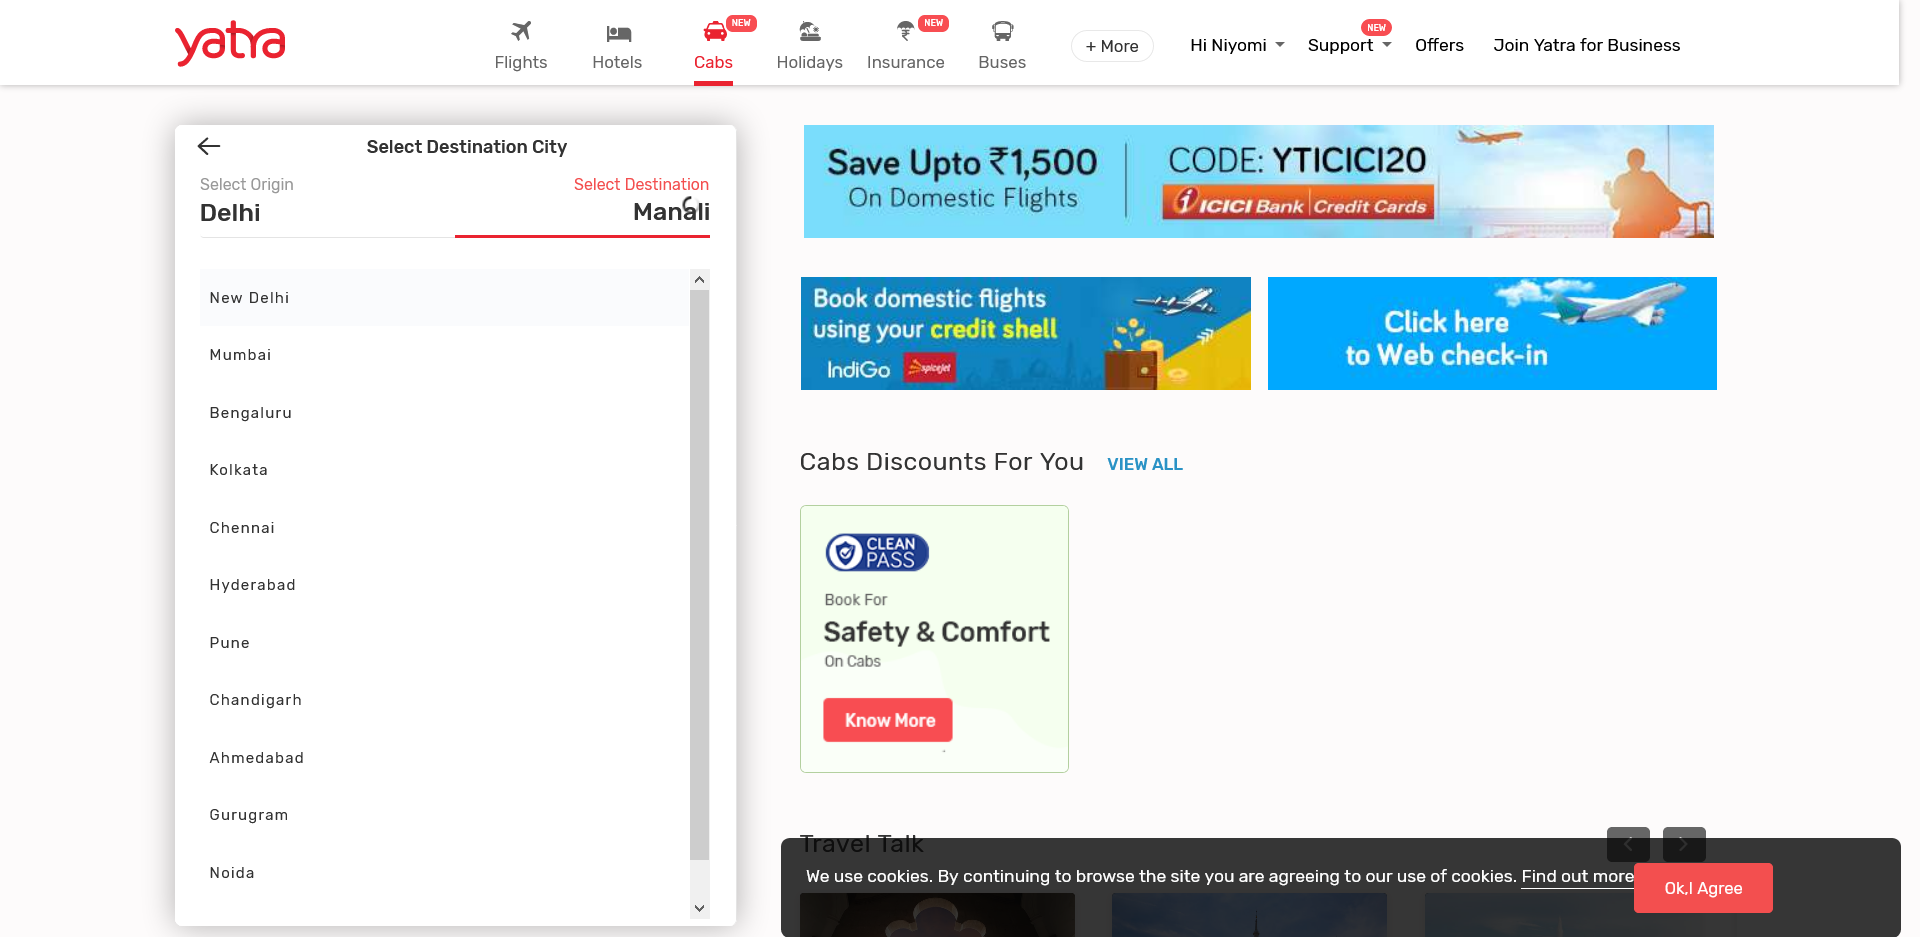 yatra
Flights
Hotels
NEW
Cabs
Holidays
NEW
Insurance
Buses
+ More
Hi Niyomi
NEW
Support
Offers
Join Yatra for Business
Select Destination City
Select Origin
Select Destination
Delhi
Manali
New Delhi
Mumbai
Bengaluru
Kolkata
Chennai
Hyderabad
Pune
Chandigarh
Ahmedabad
Gurugram
Noida
Save Upto ₹1,500
On Domestic Flights
CODE: YTICICI20
ICICI Bank | Credit Cards
Book domestic flights
using your credit shell
IndiGo
spicejet
Click here
to Web check-in
Cabs Discounts For You
VIEW ALL
CLEAN
PASS
Book For
Safety & Comfort
On Cabs
Know More
Travel Talk
We use cookies. By continuing to browse the site you are agreeing to our use of cookies. Find out more
Ok,I Agree